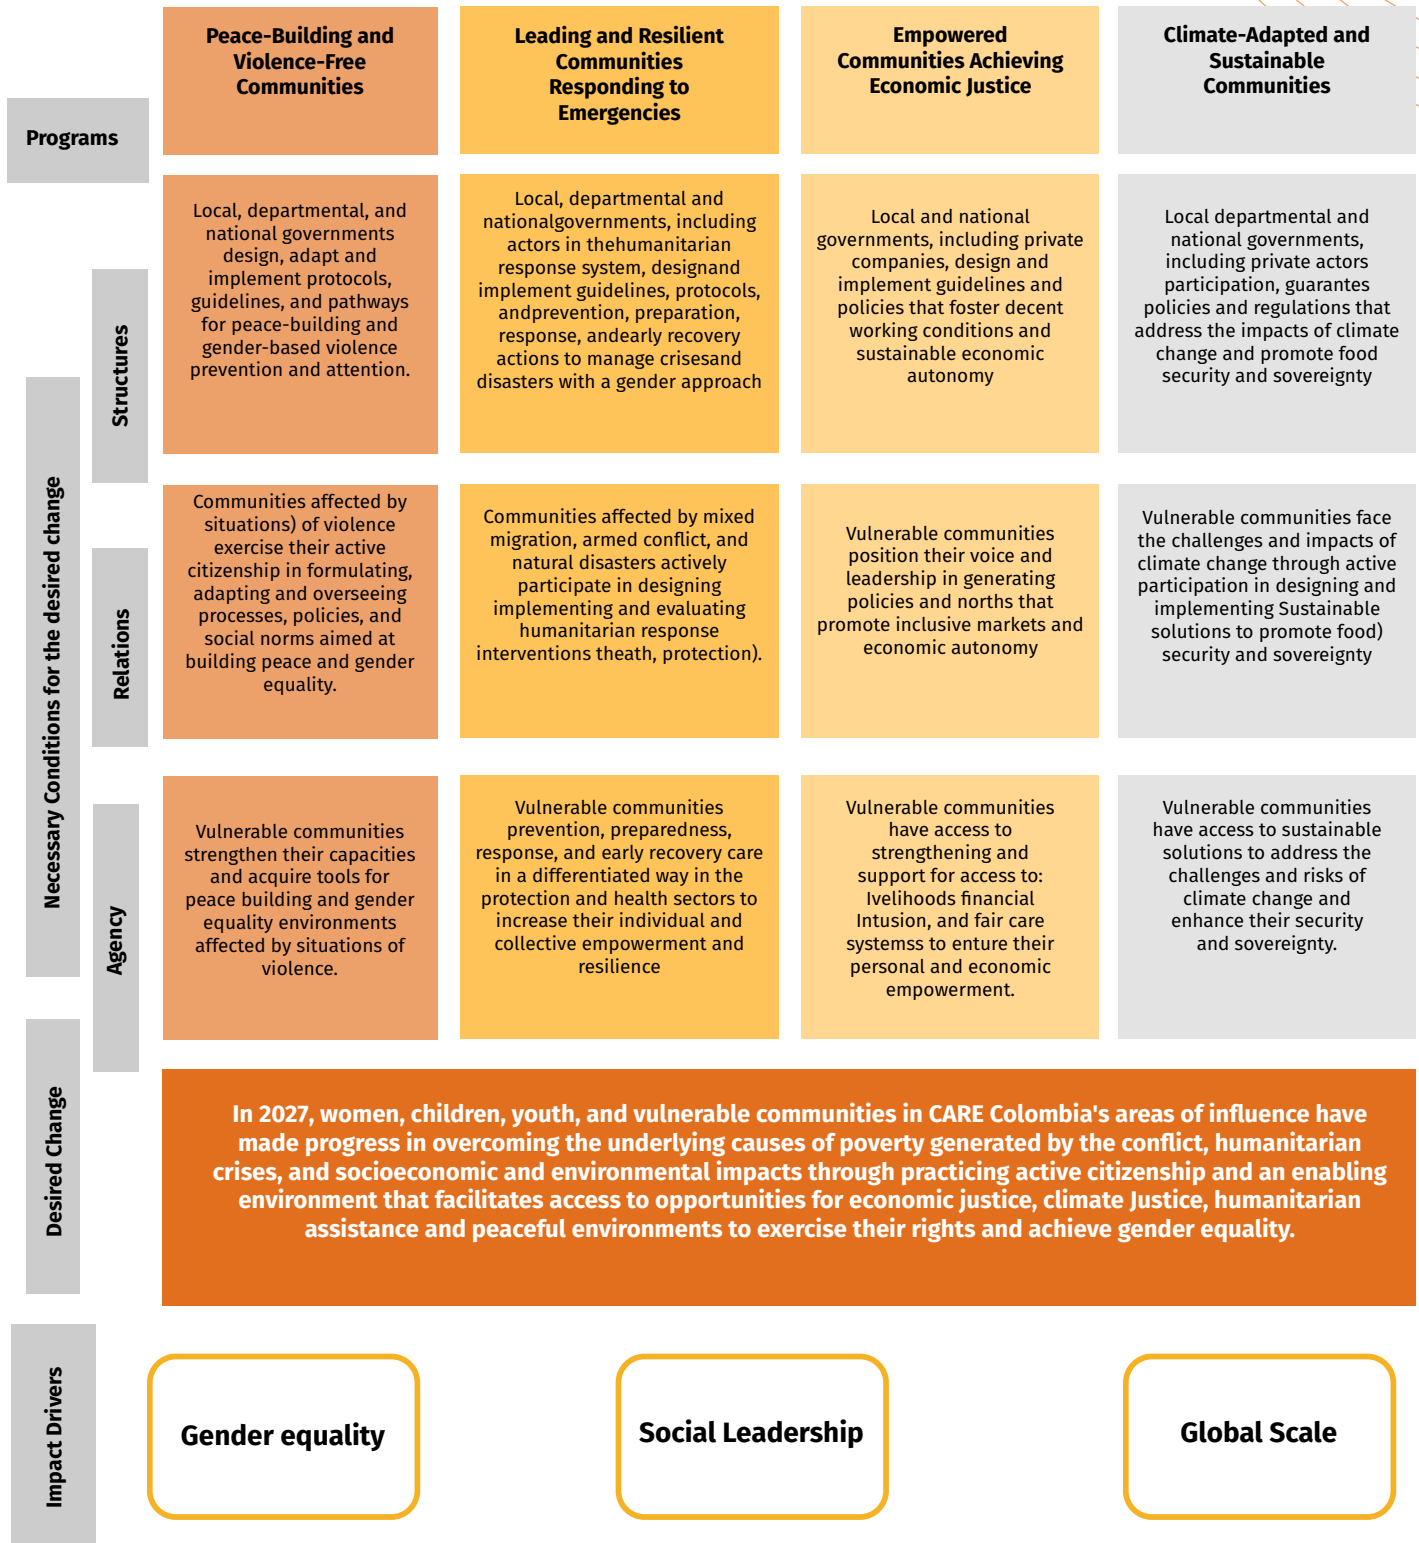 Peace-Building and
Violence-Free
Communities
Leading and Resilient
Communities
Responding to
Emergencies
Empowered
Communities Achieving
Economic Justice
Climate-Adapted and
Sustainable
Communities
Programs
Necessary Conditions for the desired change
Structures
Local, departmental, and
national governments
design, adapt and
implement protocols,
guidelines, and pathways
for peace-building and
gender-based violence
prevention and attention.
Local, departmental and
nationalgovernments, including
actors in thehumanitarian
response system, designand
implement guidelines, protocols,
andprevention, preparation,
response, andearly recovery
actions to manage crisesand
disasters with a gender approach
Local and national
governments, including private
companies, design and
implement guidelines and
policies that foster decent
working conditions and
sustainable economic
autonomy
Local departmental and
national governments,
including private actors
participation, guarantes
policies and regulations that
address the impacts of climate
change and promote food
security and sovereignty
Relations
Communities affected by
situations) of violence
exercise their active
citizenship in formulating,
adapting and overseeing
processes, policies, and
social norms aimed at
building peace and gender
equality.
Communities affected by mixed
migration, armed conflict, and
natural disasters actively
participate in designing
implementing and evaluating
humanitarian response
interventions theath, protection).
Vulnerable communities
position their voice and
leadership in generating
policies and norths that
promote inclusive markets and
economic autonomy
Vulnerable communities face
the challenges and impacts of
climate change through active
participation in designing and
implementing Sustainable
solutions to promote food)
security and sovereignty
Agency
Vulnerable communities
strengthen their capacities
and acquire tools for
peace building and gender
equality environments
affected by situations of
violence.
Vulnerable communities
prevention, preparedness,
response, and early recovery care
in a differentiated way in the
protection and health sectors to
increase their individual and
collective empowerment and
resilience
Vulnerable communities
have access to
strengthening and
support for access to:
Ivelihoods financial
Intusion, and fair care
systemss to enture their
personal and economic
empowerment.
Vulnerable communities
have access to sustainable
solutions to address the
challenges and risks of
climate change and
enhance their security
and sovereignty.
Desired Change
In 2027, women, children, youth, and vulnerable communities in CARE Colombia's areas of influence have
made progress in overcoming the underlying causes of poverty generated by the conflict, humanitarian
crises, and socioeconomic and environmental impacts through practicing active citizenship and an enabling
environment that facilitates access to opportunities for economic justice, climate Justice, humanitarian
assistance and peaceful environments to exercise their rights and achieve gender equality.
Impact Drivers
Gender equality
Social Leadership
Global Scale